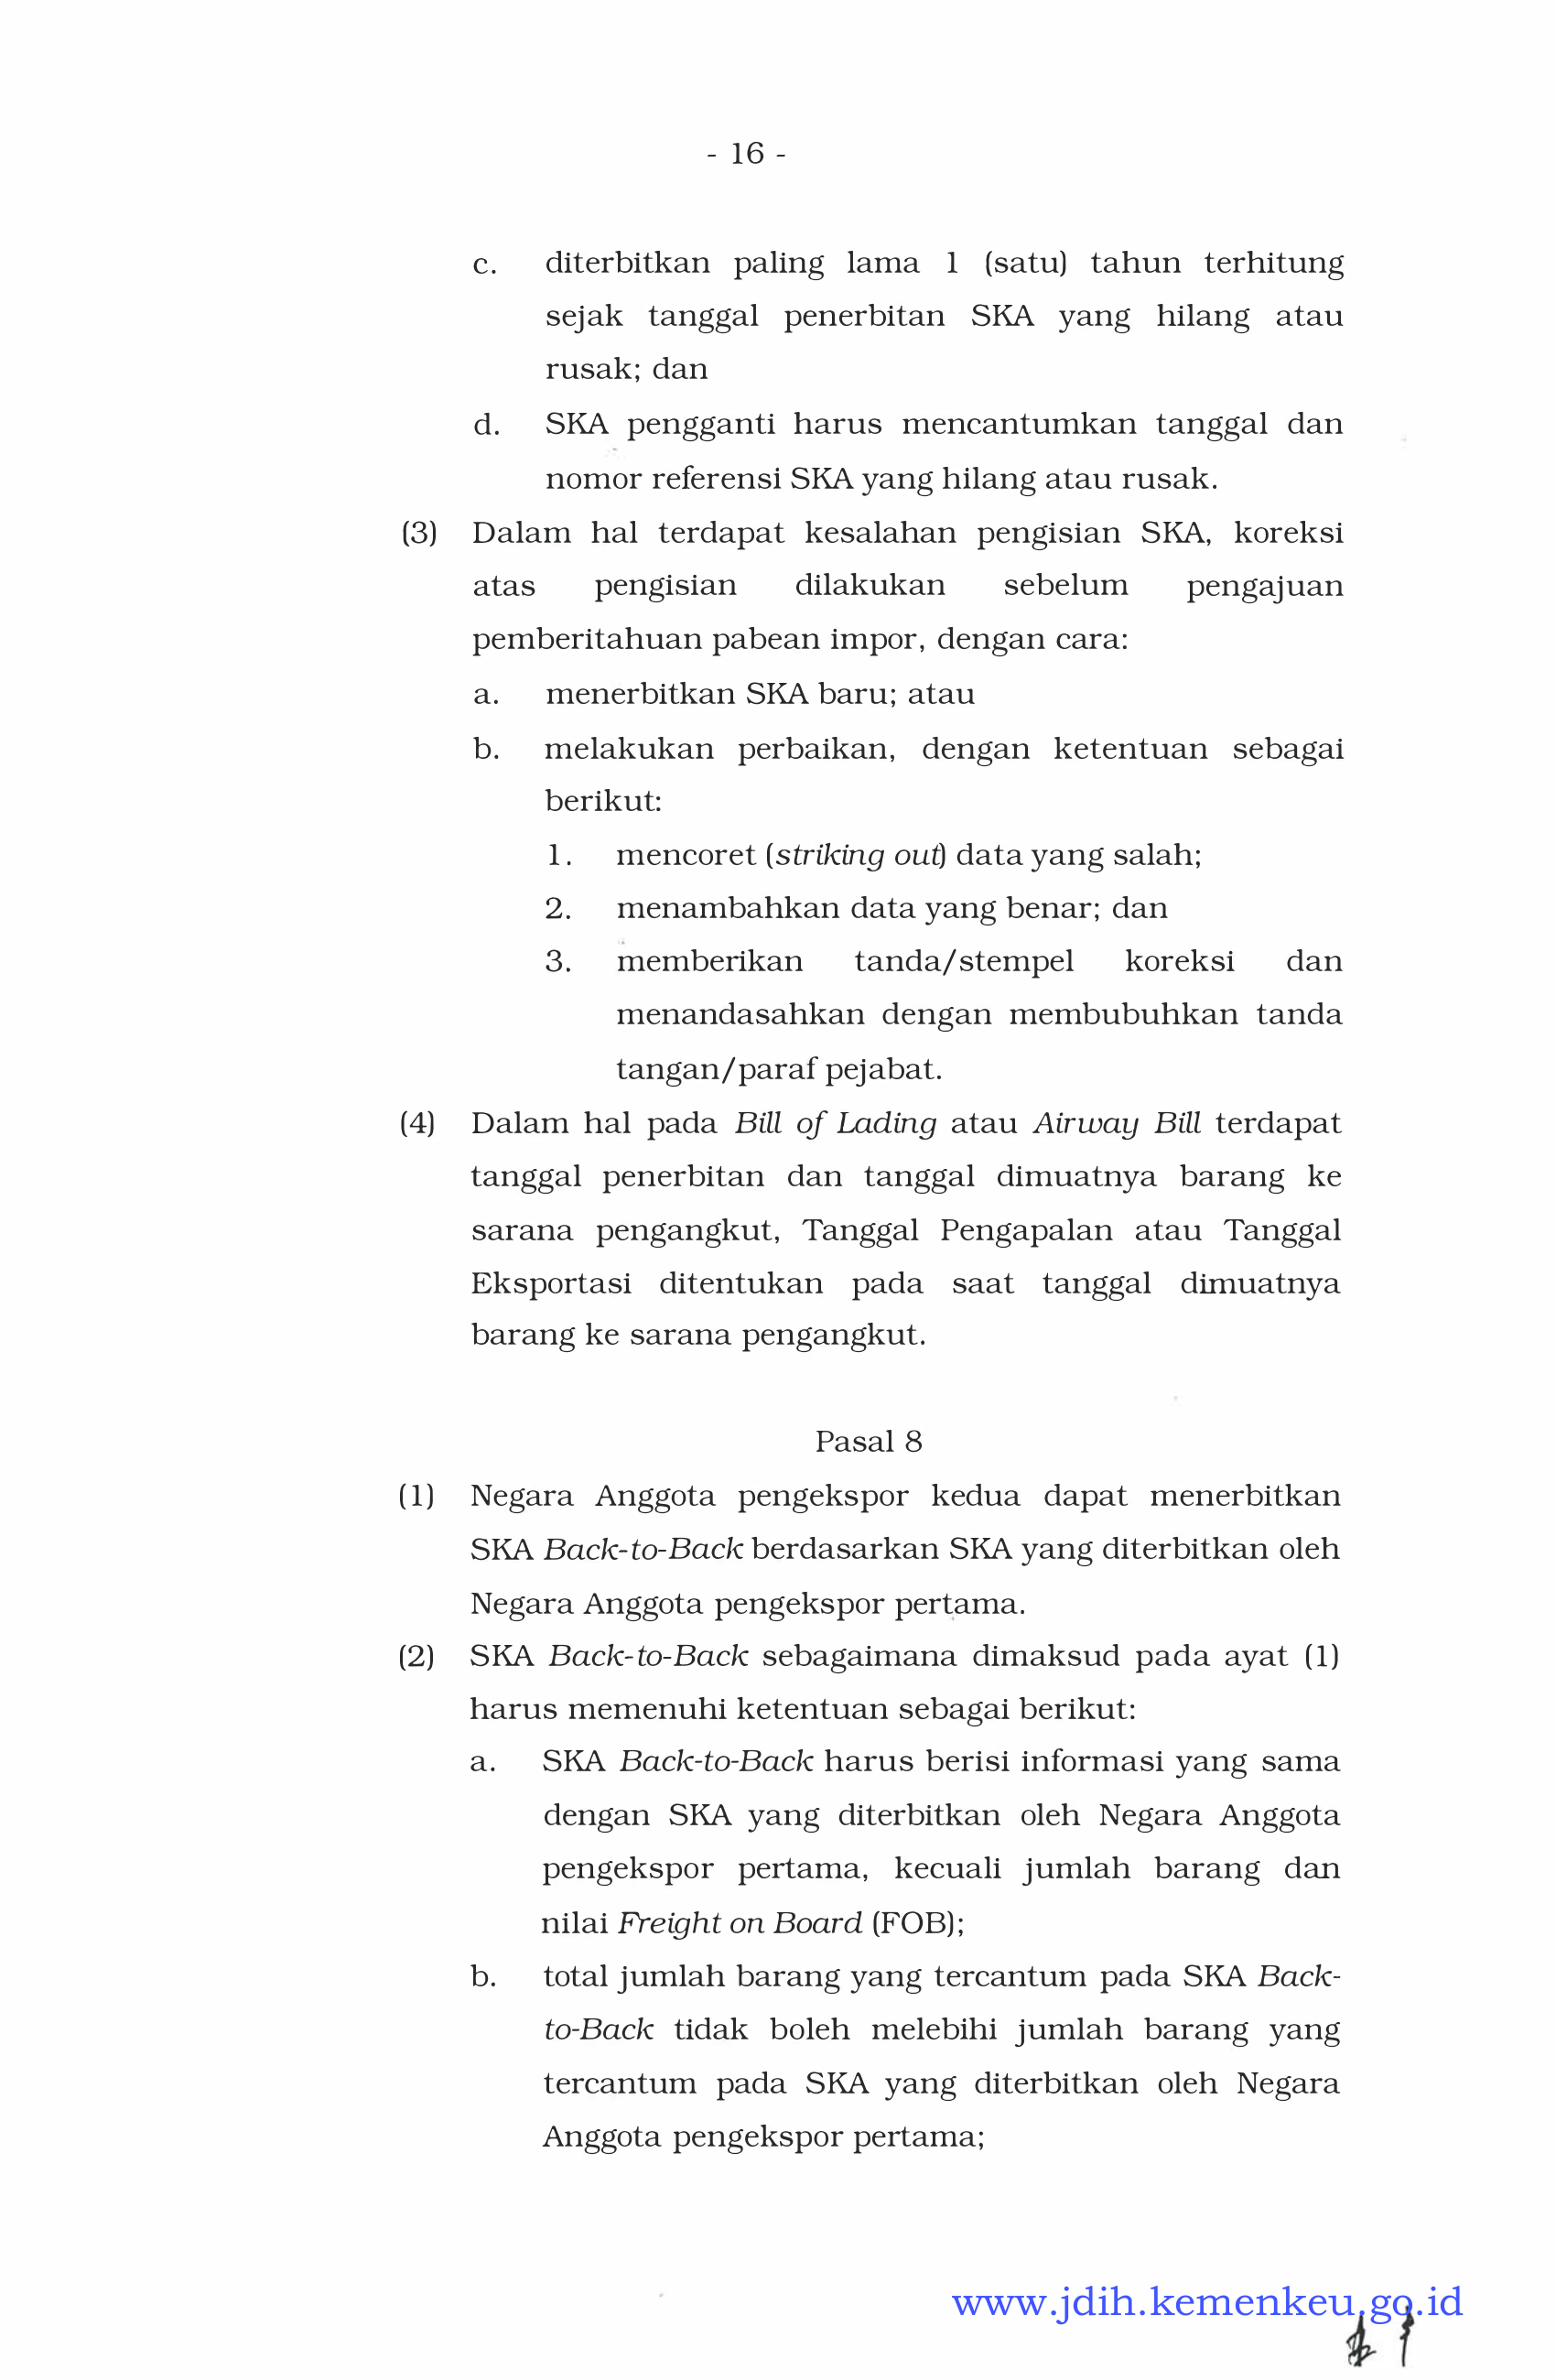 - 16 -
c. diterbitkan paling lama 1 (satu) tahun terhitung
sejak tanggal penerbitan SKA yang hilang atau
rusak; dan
d. SKA pengganti harus mencantumkan tanggal dan
nomor referensi SKA yang hilang atau rusak.
(3) Dalam hal terdapat kesalahan pengisian SKA, koreksi
atas pengisian dilakukan sebelum pengajuan
pemberitahuan pabean impor, dengan cara:
a. menerbitkan SKA baru; atau
b. melakukan perbaikan, dengan ketentuan sebagai
berikut:
1. mencoret (striking out) data yang salah;
2. menambahkan data yang benar; dan
3. memberikan tanda/stempel koreksi dan
menandasahkan dengan membubuhkan tanda
tangan/paraf pejabat.
(4) Dalam hal pada Bill of Lading atau Airway Bill terdapat
tanggal penerbitan dan tanggal dimuatnya barang ke
sarana pengangkut, Tanggal Pengapalan atau Tanggal
Eksportasi ditentukan pada saat tanggal dimuatnya
barang ke sarana pengangkut.
Pasal 8
(1) Negara Anggota pengekspor kedua dapat menerbitkan
SKA Back-to-Back berdasarkan SKA yang diterbitkan oleh
Negara Anggota pengekspor pertama.
(2) SKA Back-to-Back sebagaimana dimaksud pada ayat (1)
harus memenuhi ketentuan sebagai berikut:
a. SKA Back-to-Back harus berisi informasi yang sama
dengan SKA yang diterbitkan oleh Negara Anggota
pengekspor pertama, kecuali jumlah barang dan
nilai Freight on Board (FOB);
b. total jumlah barang yang tercantum pada SKA Back-
to-Back tidak boleh melebihi jumlah barang yang
tercantum pada SKA yang diterbitkan oleh Negara
Anggota pengekspor pertama;
www.jdih.kemenkeu.go.id